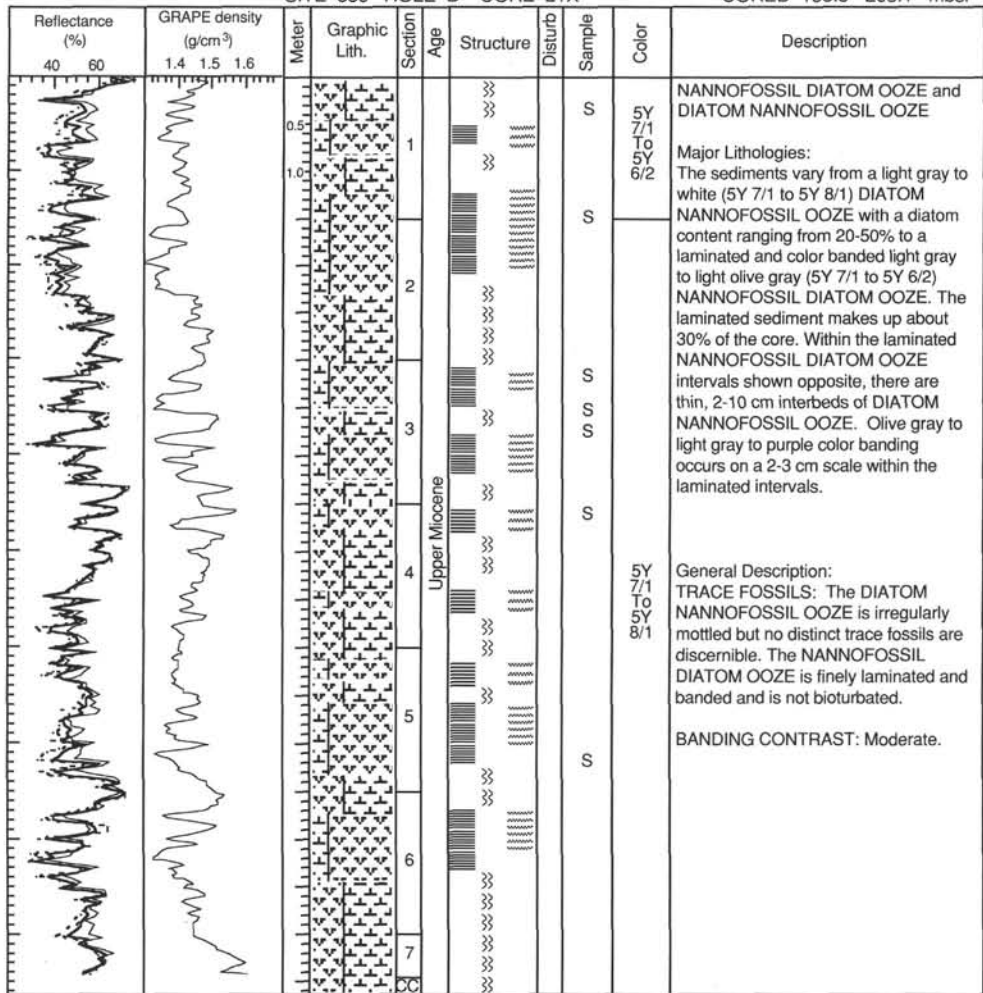 Reflectance
(%)
40 60
GRAPE density
(g/cm3)
1.4 1.5 1.6
Meter
Graphic
Lith.
Section
Age
Structure
Disturb
Sample
Color
Description
0.5
1.0
1
2
3
4
5
6
7
CC
Upper Miocene
S
S
S
S
S
S
S
5Y
7/1
To
5Y
6/2
5Y
7/1
To
5Y
8/1
NANNOFOSSIL DIATOM OOZE and
DIATOM NANNOFOSSIL OOZE
Major Lithologies:
The sediments vary from a light gray to
white (5Y 7/1 to 5Y 8/1) DIATOM
NANNOFOSSIL OOZE with a diatom
content ranging from 20-50% to a
laminated and color banded light gray
to light olive gray (5Y 7/1 to 5Y 6/2)
NANNOFOSSIL DIATOM OOZE. The
laminated sediment makes up about
30% of the core. Within the laminated
NANNOFOSSIL DIATOM OOZE
intervals shown opposite, there are
thin, 2-10 cm interbeds of DIATOM
NANNOFOSSIL OOZE. Olive gray to
light gray to purple color banding
occurs on a 2-3 cm scale within the
laminated intervals.
General Description:
TRACE FOSSILS: The DIATOM
NANNOFOSSIL OOZE is irregularly
mottled but no distinct trace fossils are
discernible. The NANNOFOSSIL
DIATOM OOZE is finely laminated and
banded and is not bioturbated.
BANDING CONTRAST: Moderate.